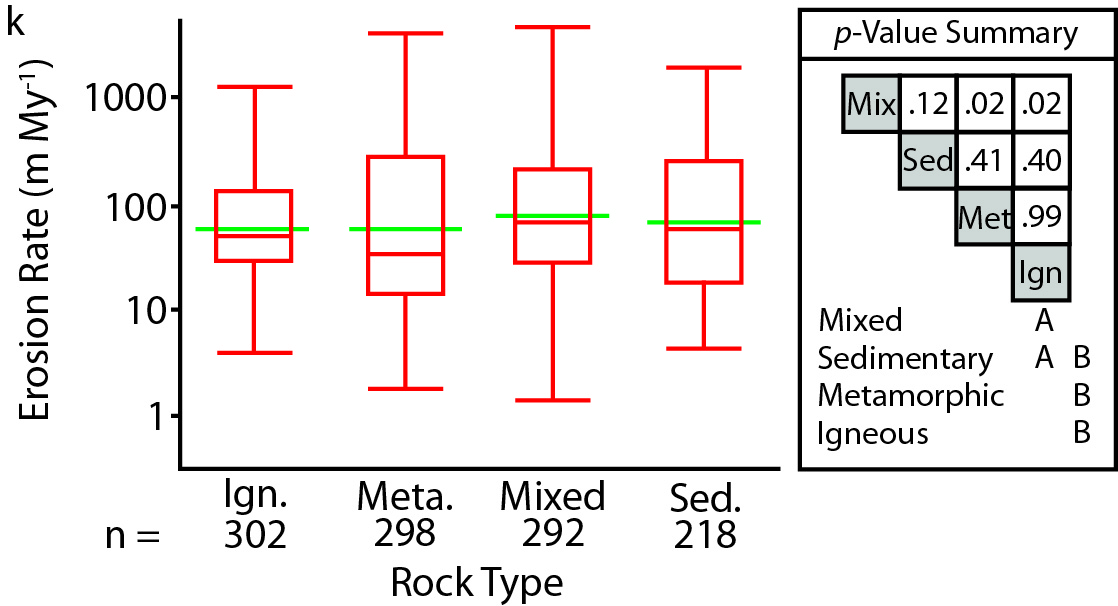 k
Erosion Rate (m My⁻¹)
1000
100
10
1
Ign. Meta. Mixed Sed.
n = 302 298 292 218
Rock Type
p-Value Summary
Mix .12 .02 .02
Sed .41 .40
Met .99
Ign
Mixed A
Sedimentary A B
Metamorphic B
Igneous B